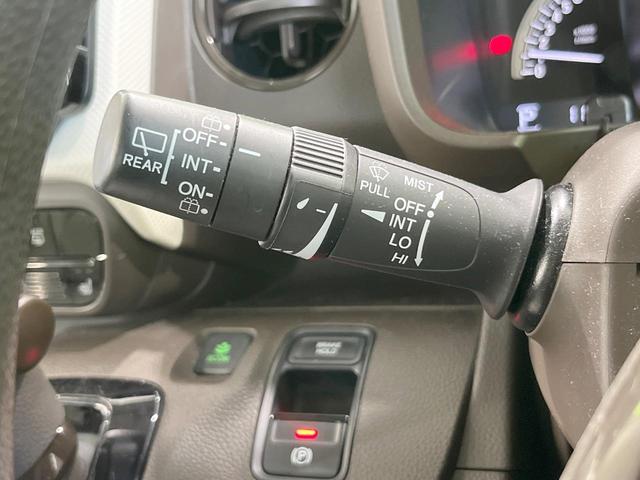 OFF
INT
ON
REAR
PULL
MIST
OFF
INT
LO
HI
BRAKE
HOLD
P